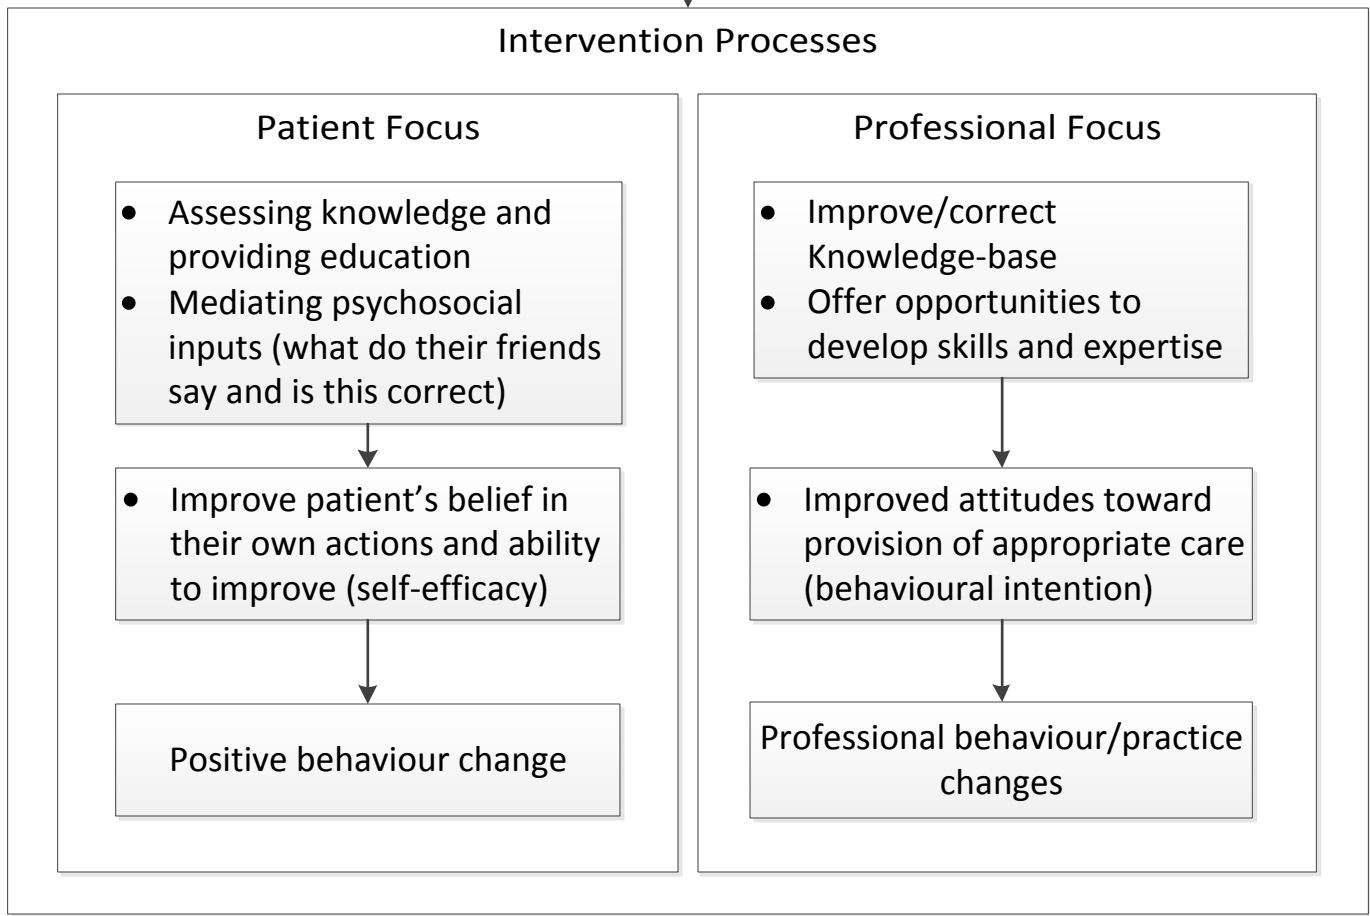 Intervention Processes
Patient Focus
• Assessing knowledge and
providing education
• Mediating psychosocial
inputs (what do their friends
say and is this correct)
• Improve patient’s belief in
their own actions and ability
to improve (self-efficacy)
Positive behaviour change
Professional Focus
• Improve/correct
Knowledge-base
• Offer opportunities to
develop skills and expertise
• Improved attitudes toward
provision of appropriate care
(behavioural intention)
Professional behaviour/practice
changes